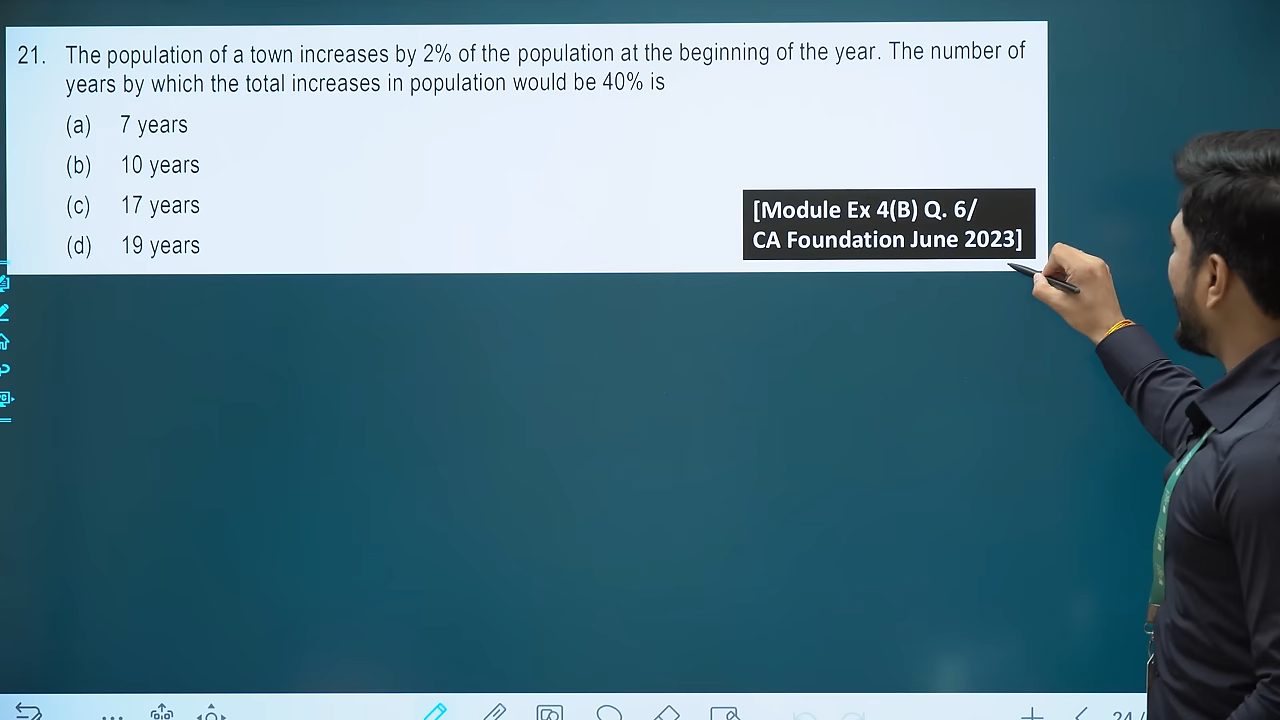 21. The population of a town increases by 2% of the population at the beginning of the year. The number of
years by which the total increases in population would be 40% is
(a) 7 years
(b) 10 years
(c) 17 years
(d) 19 years
[Module Ex 4(B) Q. 6/
CA Foundation June 2023]